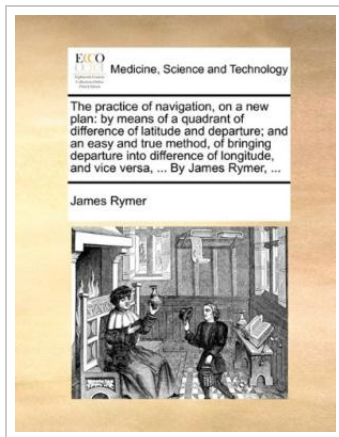 ECCO
Medicine, Science and Technology
The practice of navigation, on a new
plan: by means of a quadrant of
difference of latitude and departure; and
an easy and true method, of bringing
departure into difference of longitude,
and vice versa, ... By James Rymer, ...
James Rymer